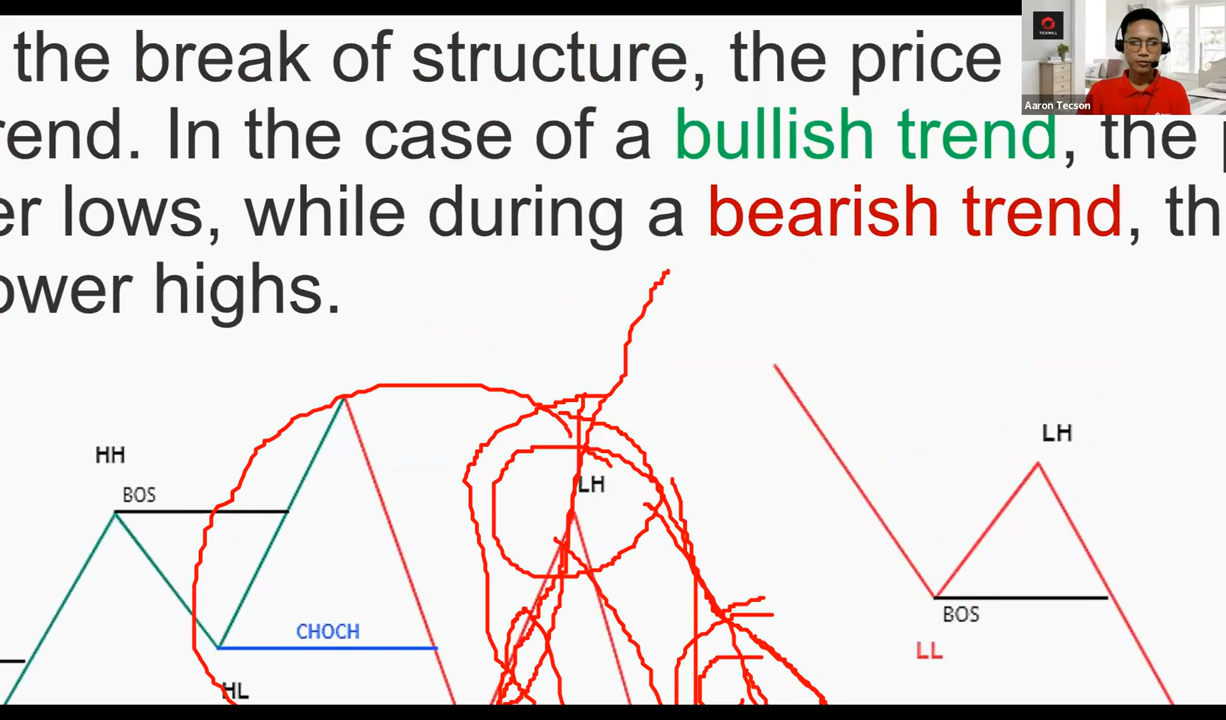 the break of structure, the price
rend. In the case of a bullish trend, the p
er lows, while during a bearish trend, th
ower highs.
TICKMILL
Aaron Tecson
HH
BOS
CHOCH
HL
LH
LH
BOS
LL